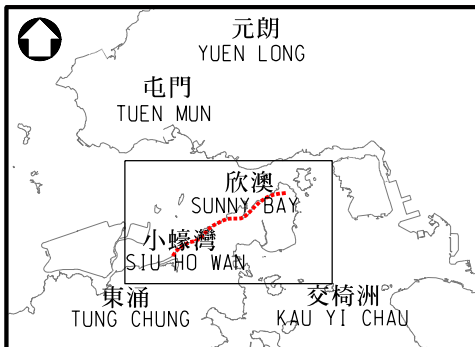 元朗
YUEN LONG
屯門
TUEN MUN
欣澳
SUNNY BAY
小蠔灣
SIU HO WAN
東涌
TUNG CHUNG
交椅洲
KAU YI CHAU